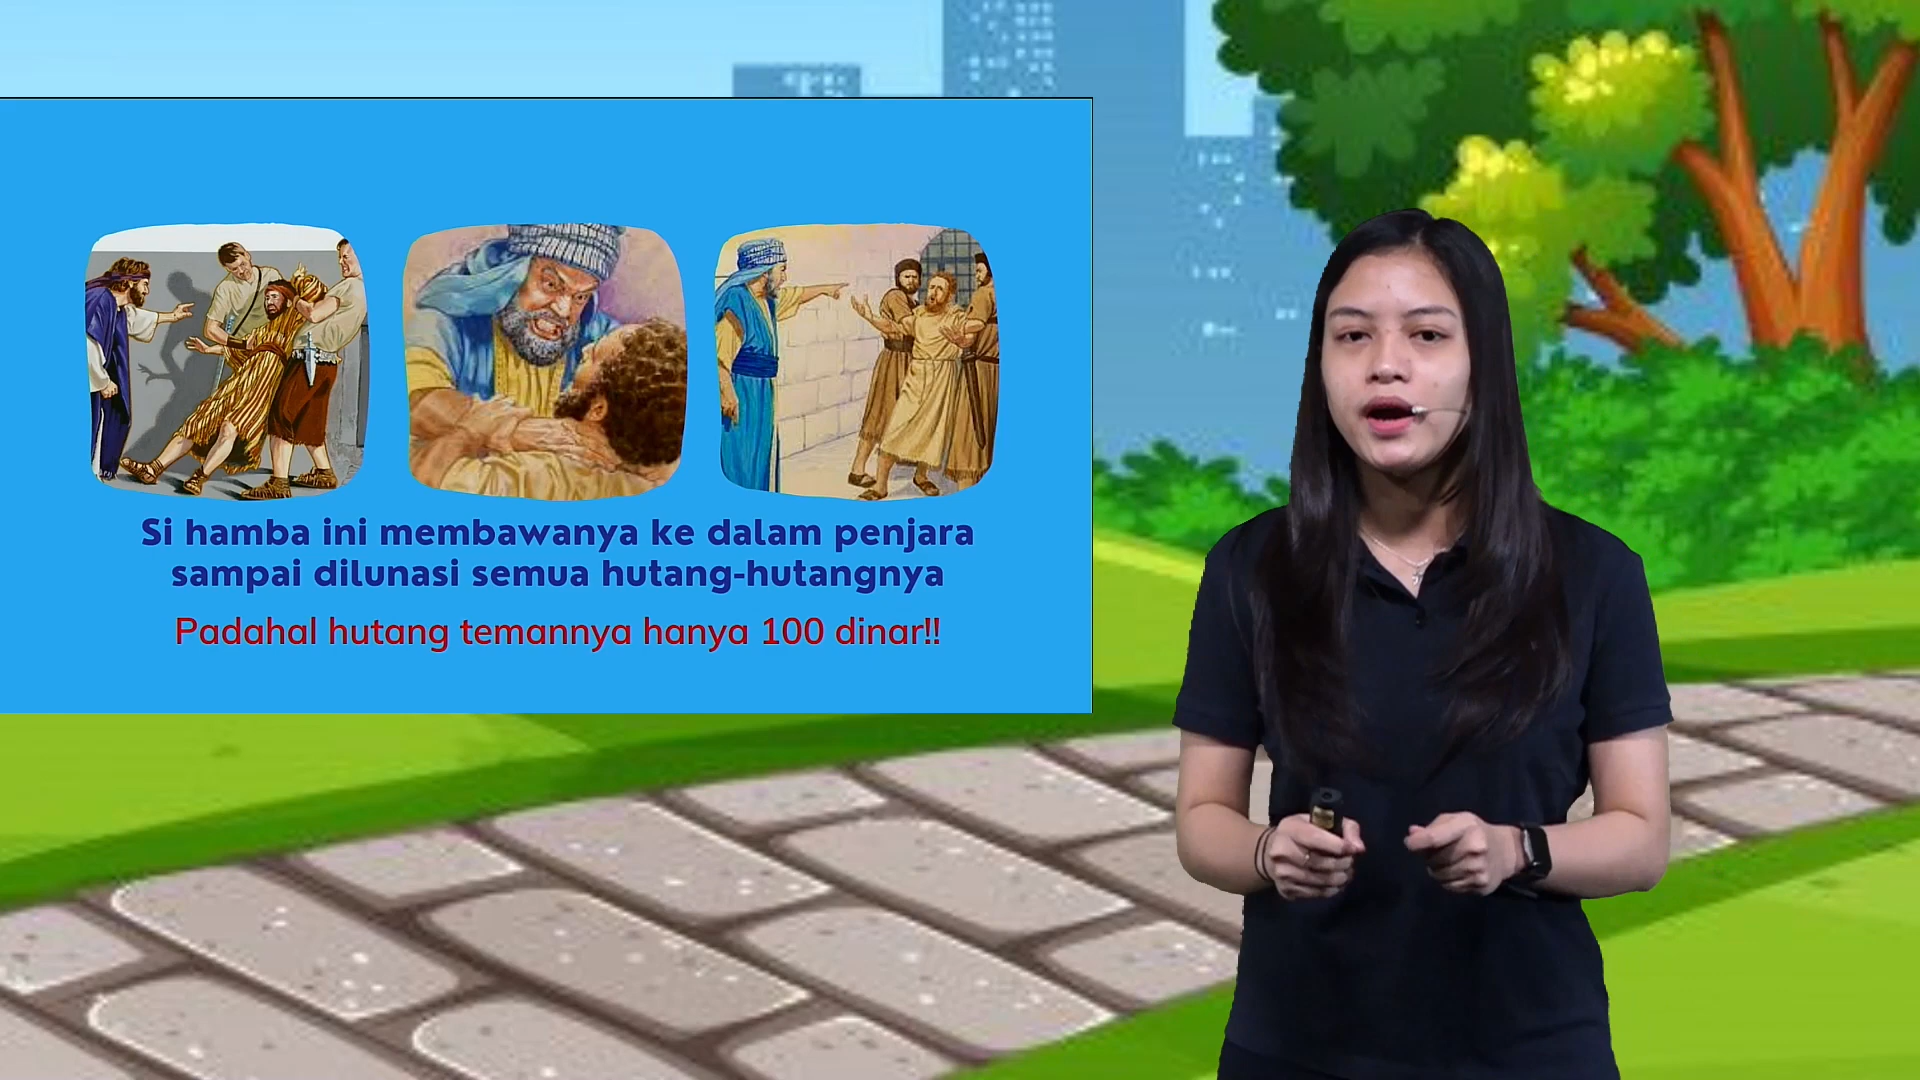 Si hamba ini membawanya ke dalam penjara
sampai dilunasi semua hutang-hutangnya
Padahal hutang temannya hanya 100 dinar!!